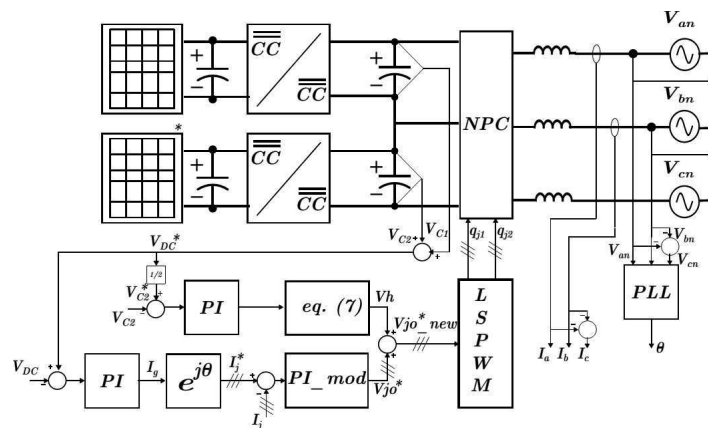 V_an
+ CC
- CC
+
-
V_bn
NPC
*
+ CC
- CC
+
-
V_cn
V_C2 + V_C1 +
q_j1 q_j2
V_an V_bn V_cn
V_DC*
1/2
V_C2* +
V_C2 -
PI
eq. (7)
Vh
L
S
P
W
M
PLL
θ
Vjo*_new
I_a I_b I_c
V_DC - +
PI
I_g
e^jθ
I_j* +
-
I_j
PI_mod
Vjo*
+ +